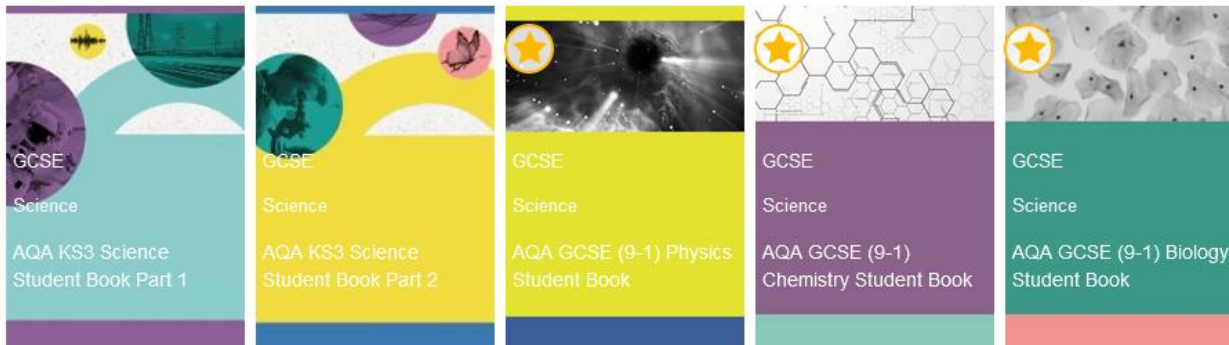 GCSE
Science
AQA KS3 Science
Student Book Part 1
GCSE
Science
AQA KS3 Science
Student Book Part 2
GCSE
Science
AQA GCSE (9-1) Physics
Student Book
GCSE
Science
AQA GCSE (9-1)
Chemistry Student Book
GCSE
Science
AQA GCSE (9-1) Biology
Student Book